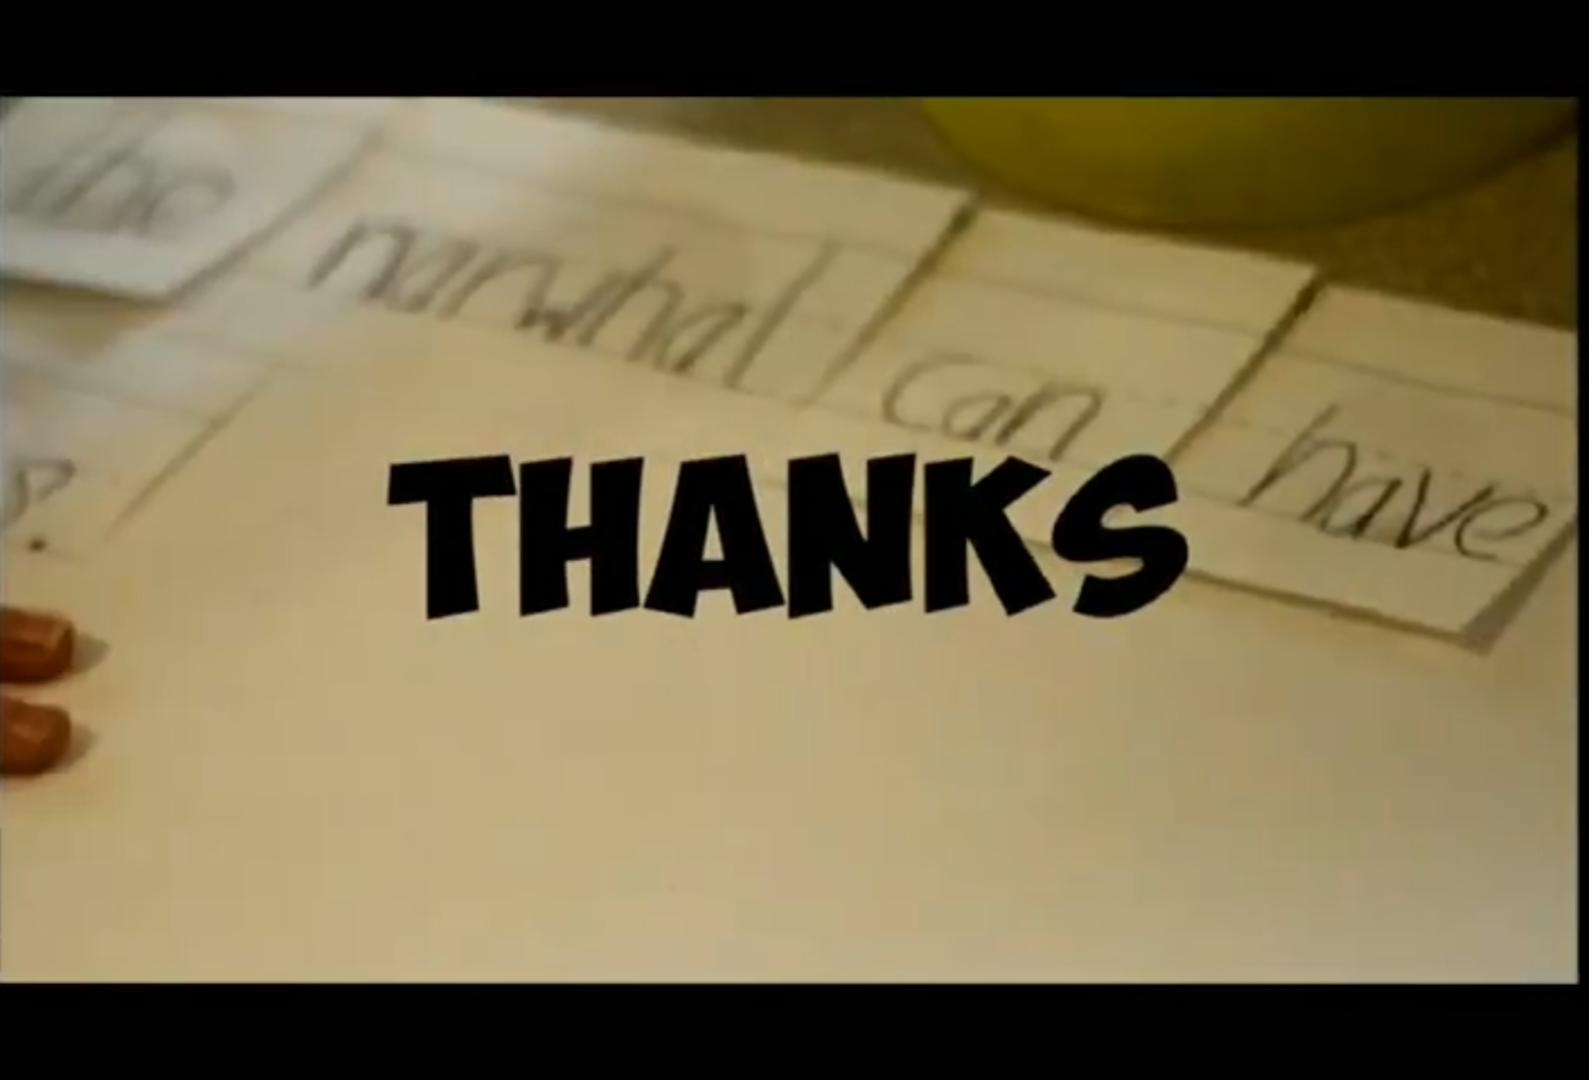 the narwhal can have
s.
THANKS